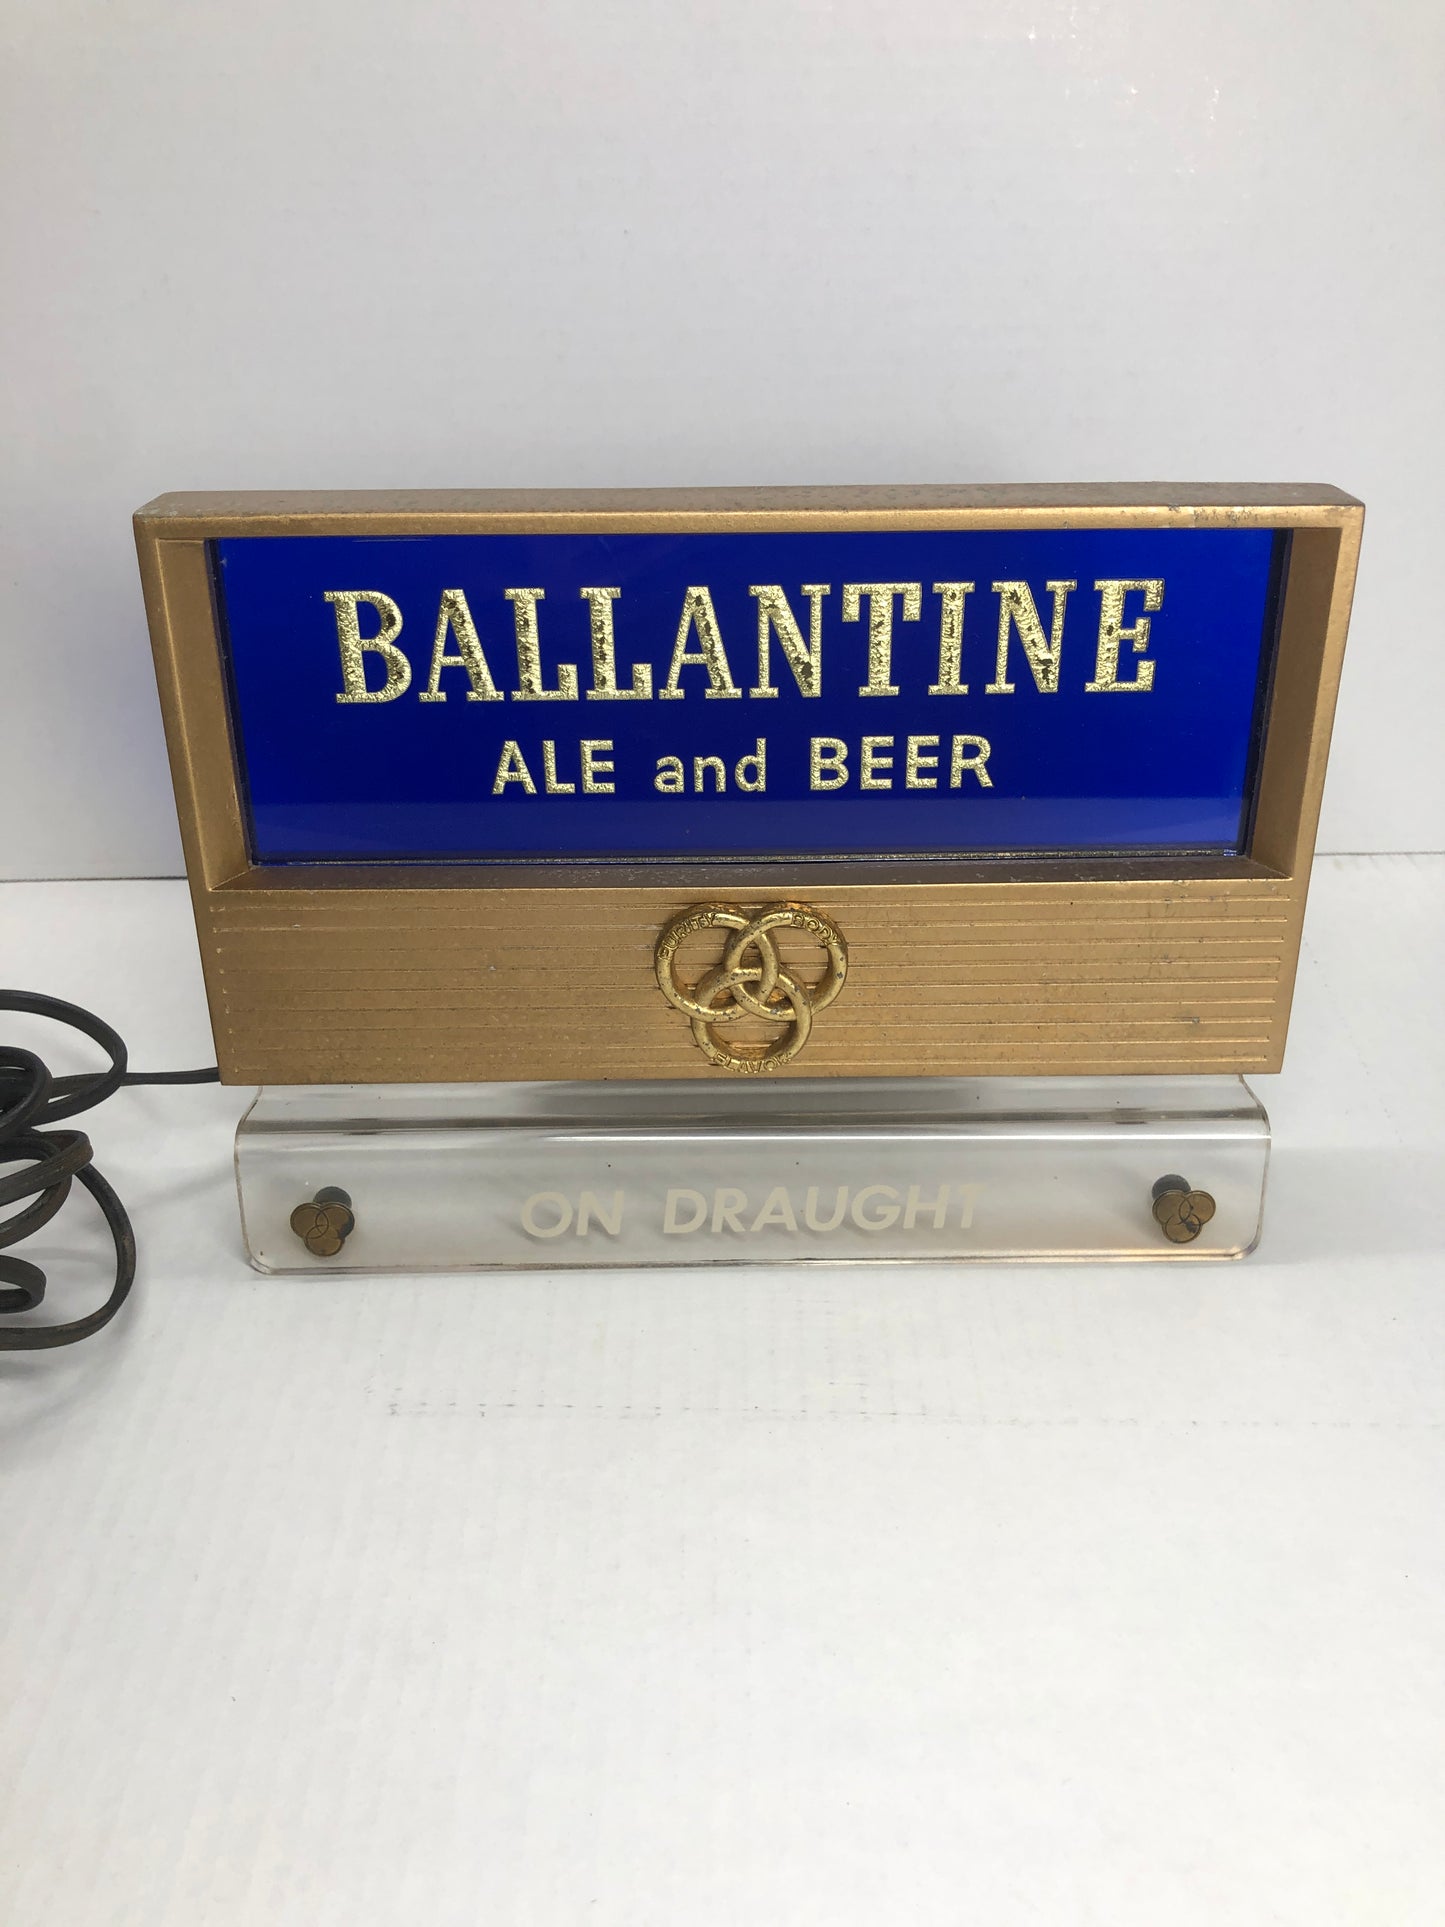 BALLANTINE
ALE and BEER
PURITY BODY
FLAVOR
ON DRAUGHT